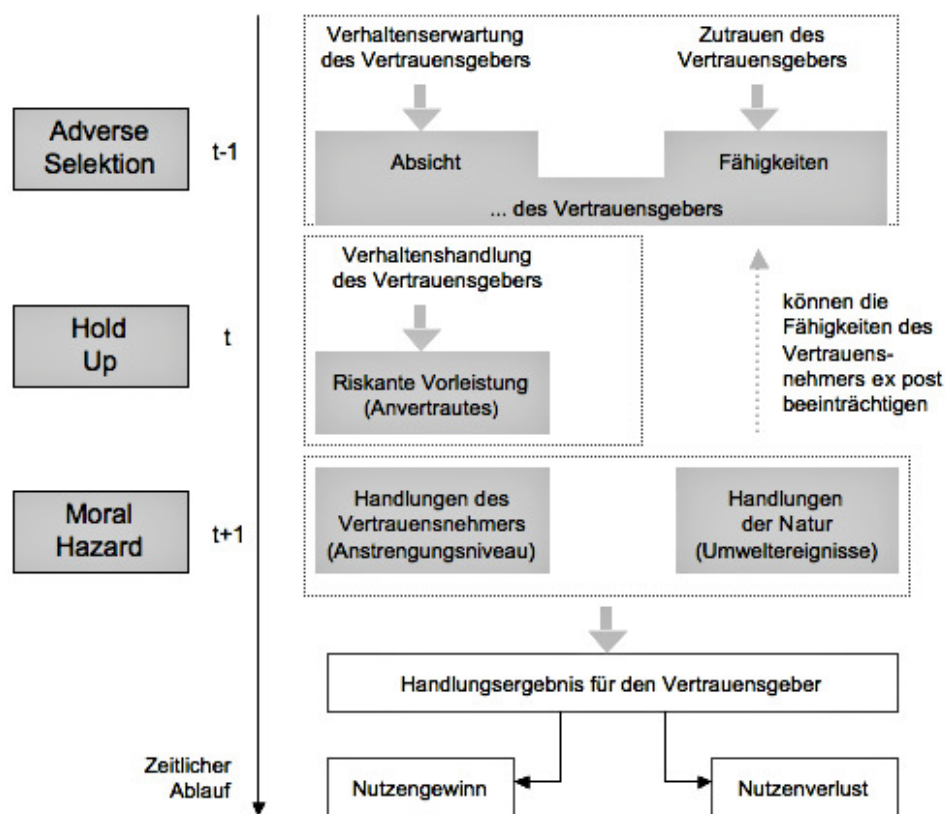 Verhaltenserwartung
des Vertrauensgebers
Zutrauen des
Vertrauensgebers
Adverse
Selektion
t-1
Absicht
Fähigkeiten
... des Vertrauensgebers
Verhaltenshandlung
des Vertrauensgebers
Hold
Up
t
Riskante Vorleistung
(Anvertrautes)
können die
Fähigkeiten des
Vertrauens-
nehmers ex post
beeinträchtigen
Moral
Hazard
t+1
Handlungen des
Vertrauensnehmers
(Anstrengungsniveau)
Handlungen
der Natur
(Umweltereignisse)
Handlungsergebnis für den Vertrauensgeber
Zeitlicher
Ablauf
Nutzengewinn
Nutzenverlust